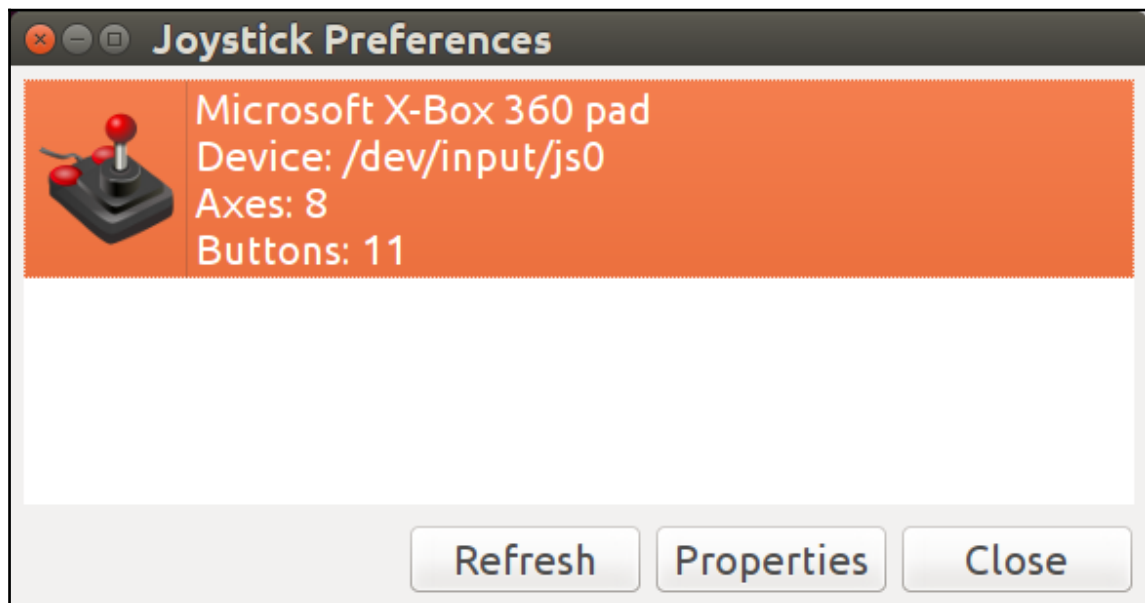 Joystick Preferences
Microsoft X-Box 360 pad
Device: /dev/input/js0
Axes: 8
Buttons: 11
Refresh
Properties
Close